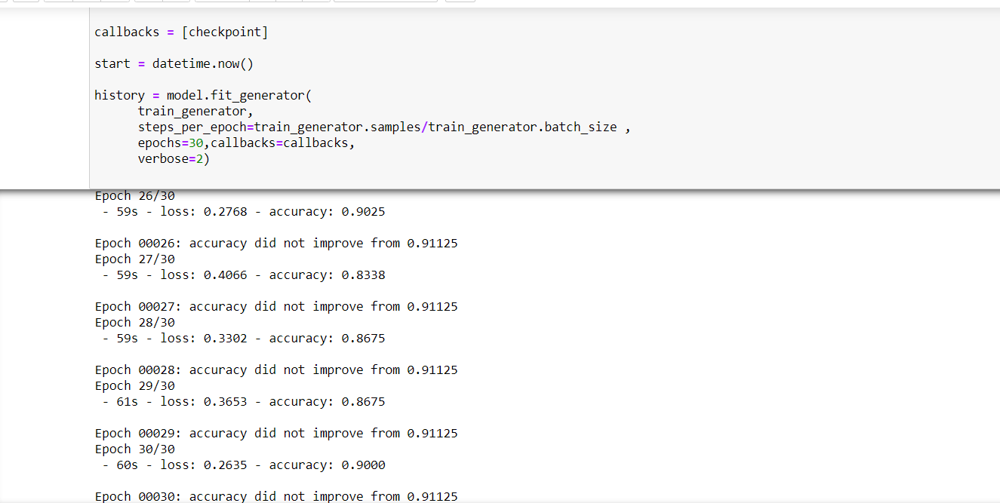 callbacks = [checkpoint]
start = datetime.now()
history = model.fit_generator(
train_generator,
steps_per_epoch=train_generator.samples/train_generator.batch_size ,
epochs=30,callbacks=callbacks,
verbose=2)
Epoch 26/30
- 59s - loss: 0.2768 - accuracy: 0.9025
Epoch 00026: accuracy did not improve from 0.91125
Epoch 27/30
- 59s - loss: 0.4066 - accuracy: 0.8338
Epoch 00027: accuracy did not improve from 0.91125
Epoch 28/30
- 59s - loss: 0.3302 - accuracy: 0.8675
Epoch 00028: accuracy did not improve from 0.91125
Epoch 29/30
- 61s - loss: 0.3653 - accuracy: 0.8675
Epoch 00029: accuracy did not improve from 0.91125
Epoch 30/30
- 60s - loss: 0.2635 - accuracy: 0.9000
Epoch 00030: accuracy did not improve from 0.91125